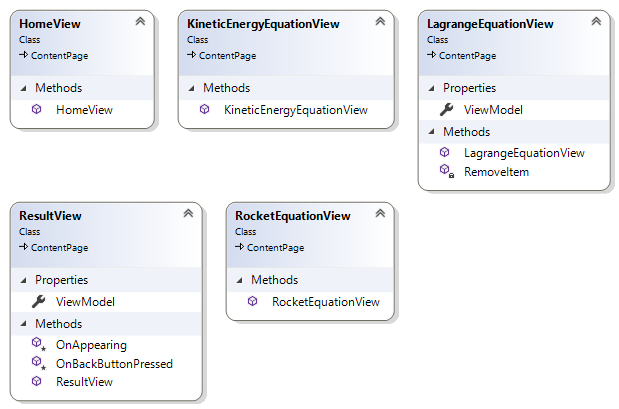 HomeView
Class
ContentPage
Methods
HomeView
KineticEnergyEquationView
Class
ContentPage
Methods
KineticEnergyEquationView
LagrangeEquationView
Class
ContentPage
Properties
ViewModel
Methods
LagrangeEquationView
RemoveItem
ResultView
Class
ContentPage
Properties
ViewModel
Methods
OnAppearing
OnBackButtonPressed
ResultView
RocketEquationView
Class
ContentPage
Methods
RocketEquationView